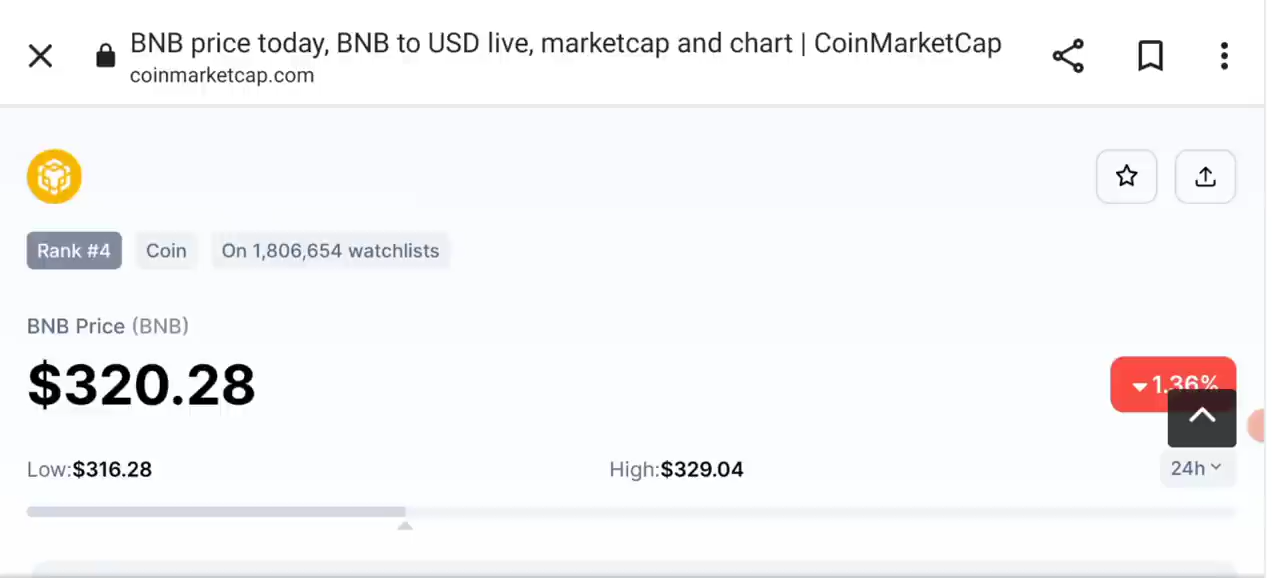 BNB price today, BNB to USD live, marketcap and chart | CoinMarketCap
coinmarketcap.com
Rank #4 Coin On 1,806,654 watchlists
BNB Price (BNB)
$320.28 1.36%
Low:$316.28 High:$329.04 24h